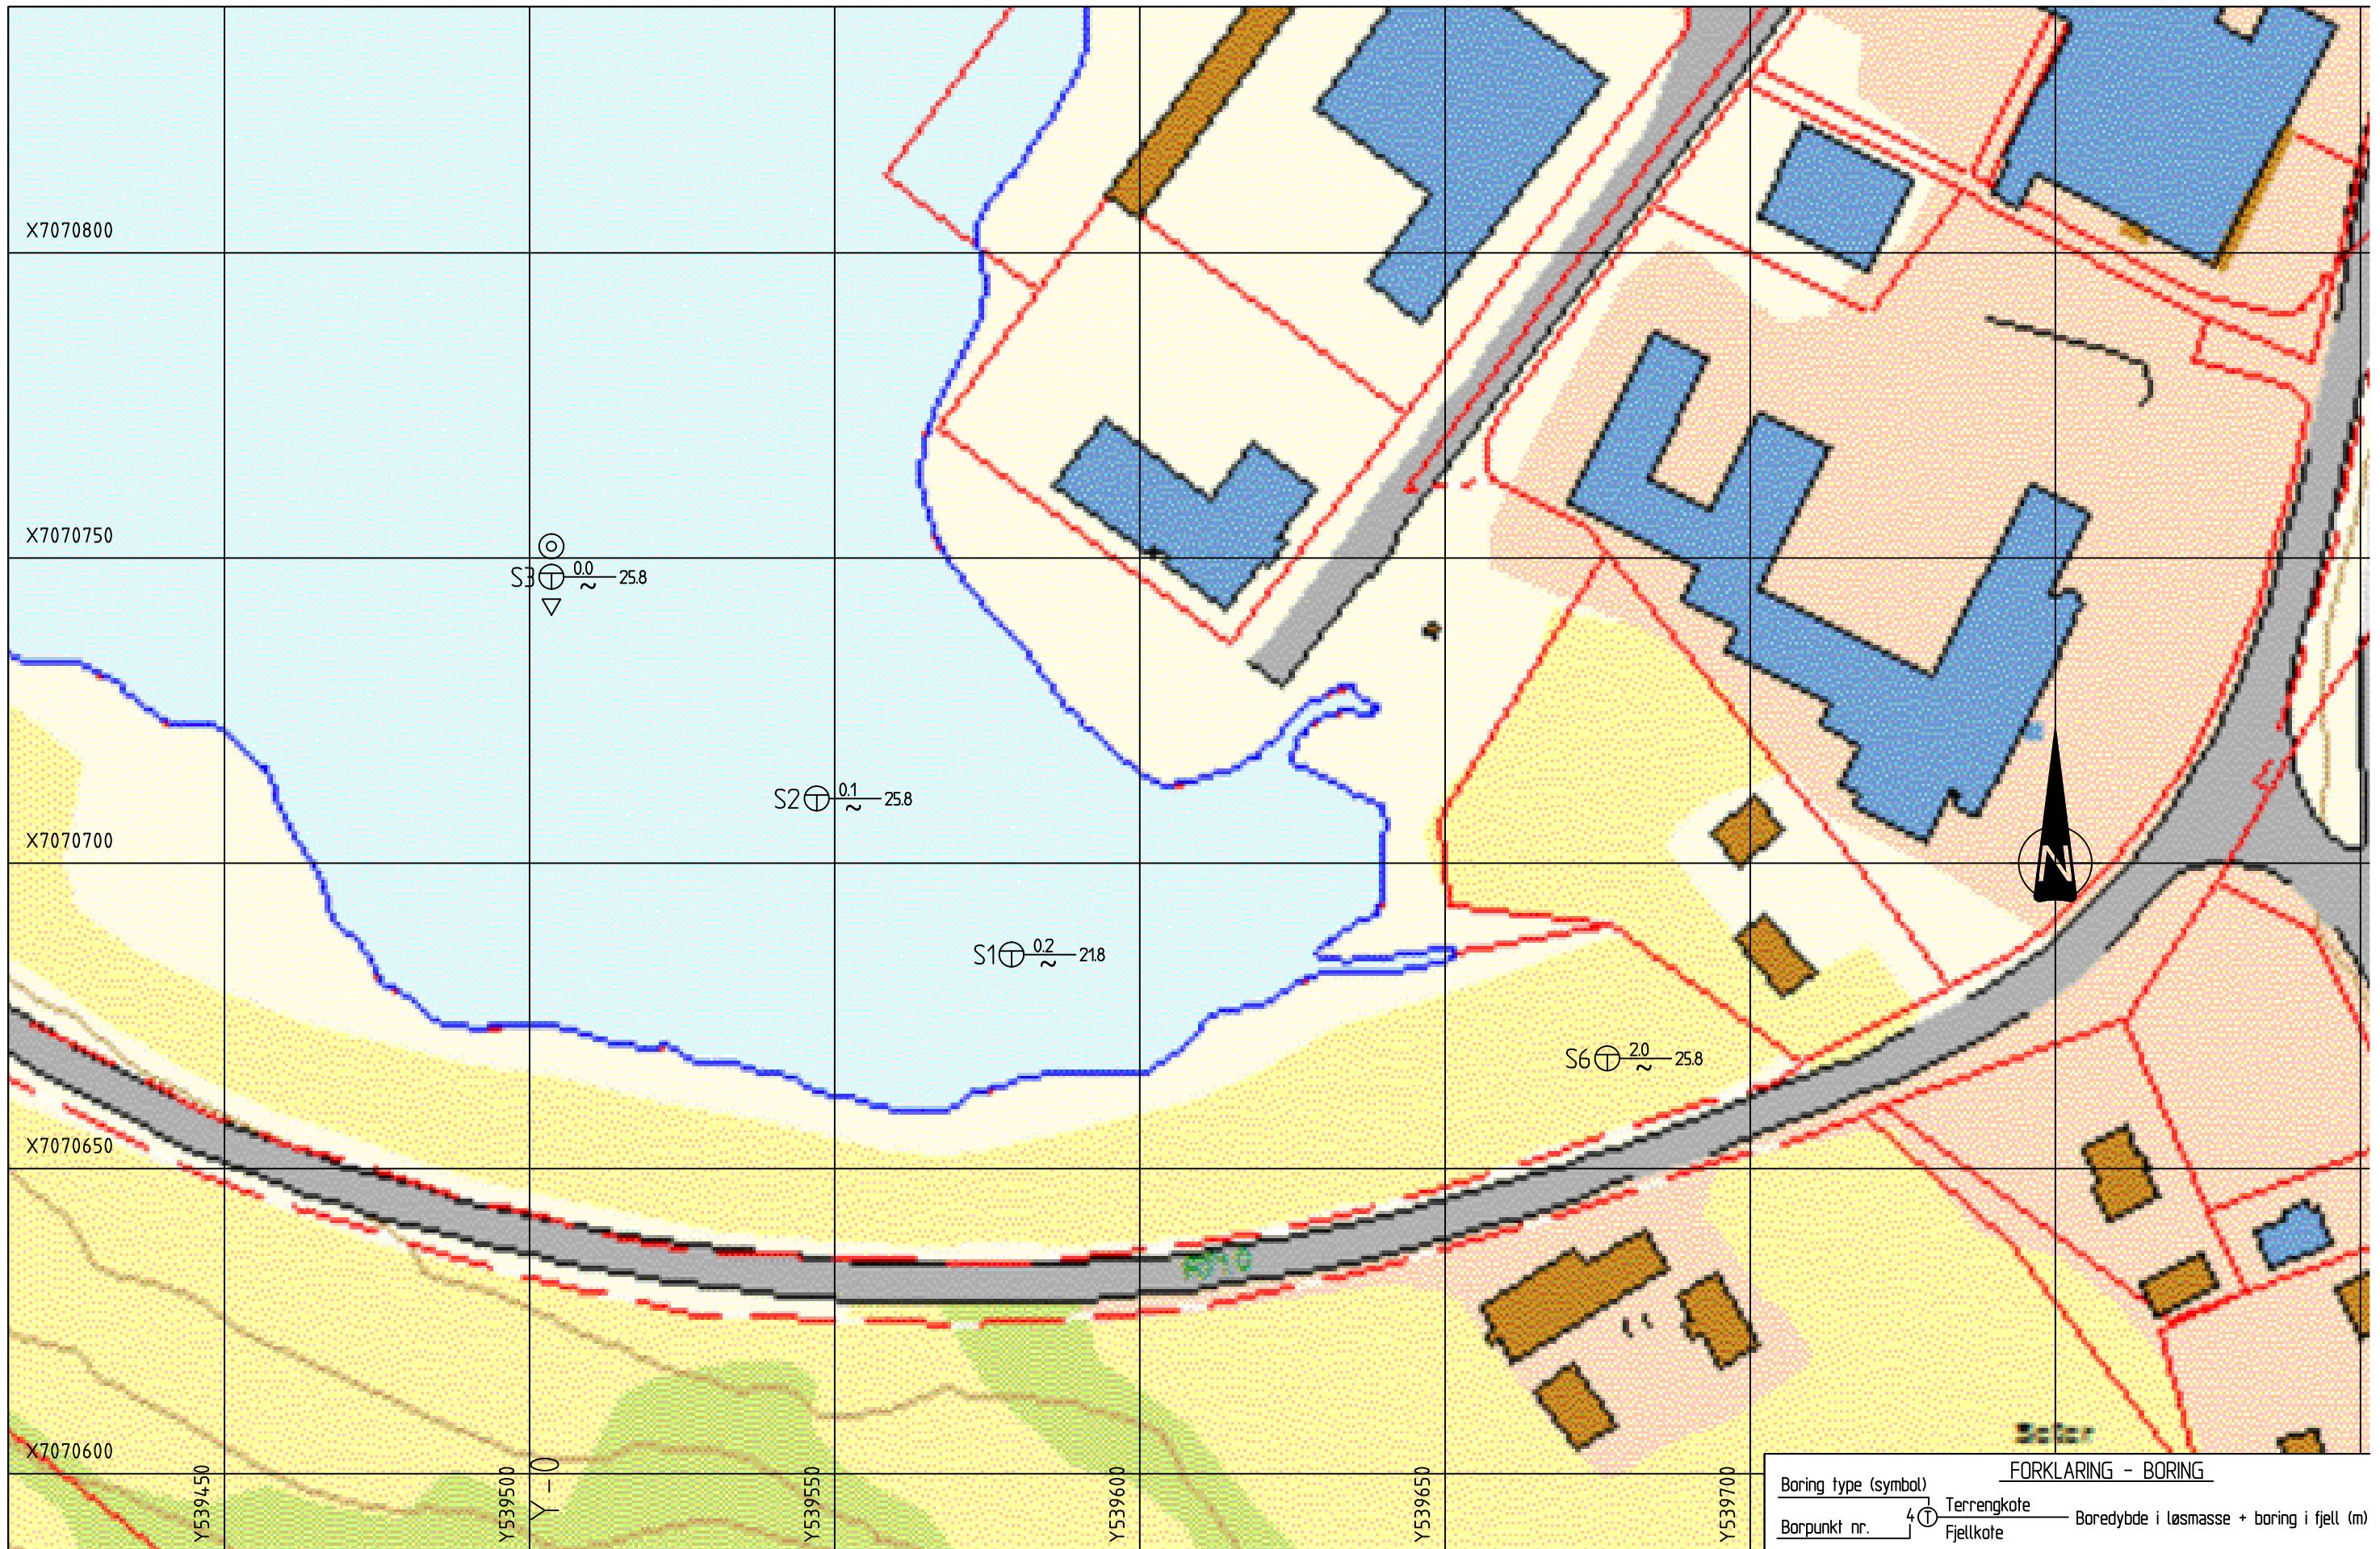 X7070800
X7070750
S3 0.0 ~ 25.8
S2 0.1 ~ 25.8
X7070700
N
S1 0.2 ~ 21.8
S6 2.0 ~ 25.8
X7070650
X7070600
Y539450
Y539500
Y-0
Y539550
Y539600
Y539650
Y539700
FORKLARING - BORING
Boring type (symbol)
Borpunkt nr.
4 T
Terrengkote
Fjellkote
Boredybde i løsmasse + boring i fjell (m)